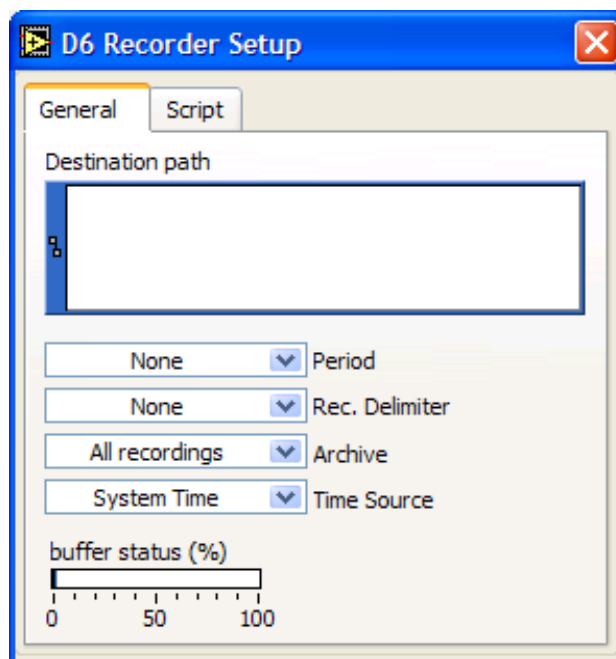 D6 Recorder Setup
General Script
Destination path
None Period
None Rec. Delimiter
All recordings Archive
System Time Time Source
buffer status (%)
0 50 100